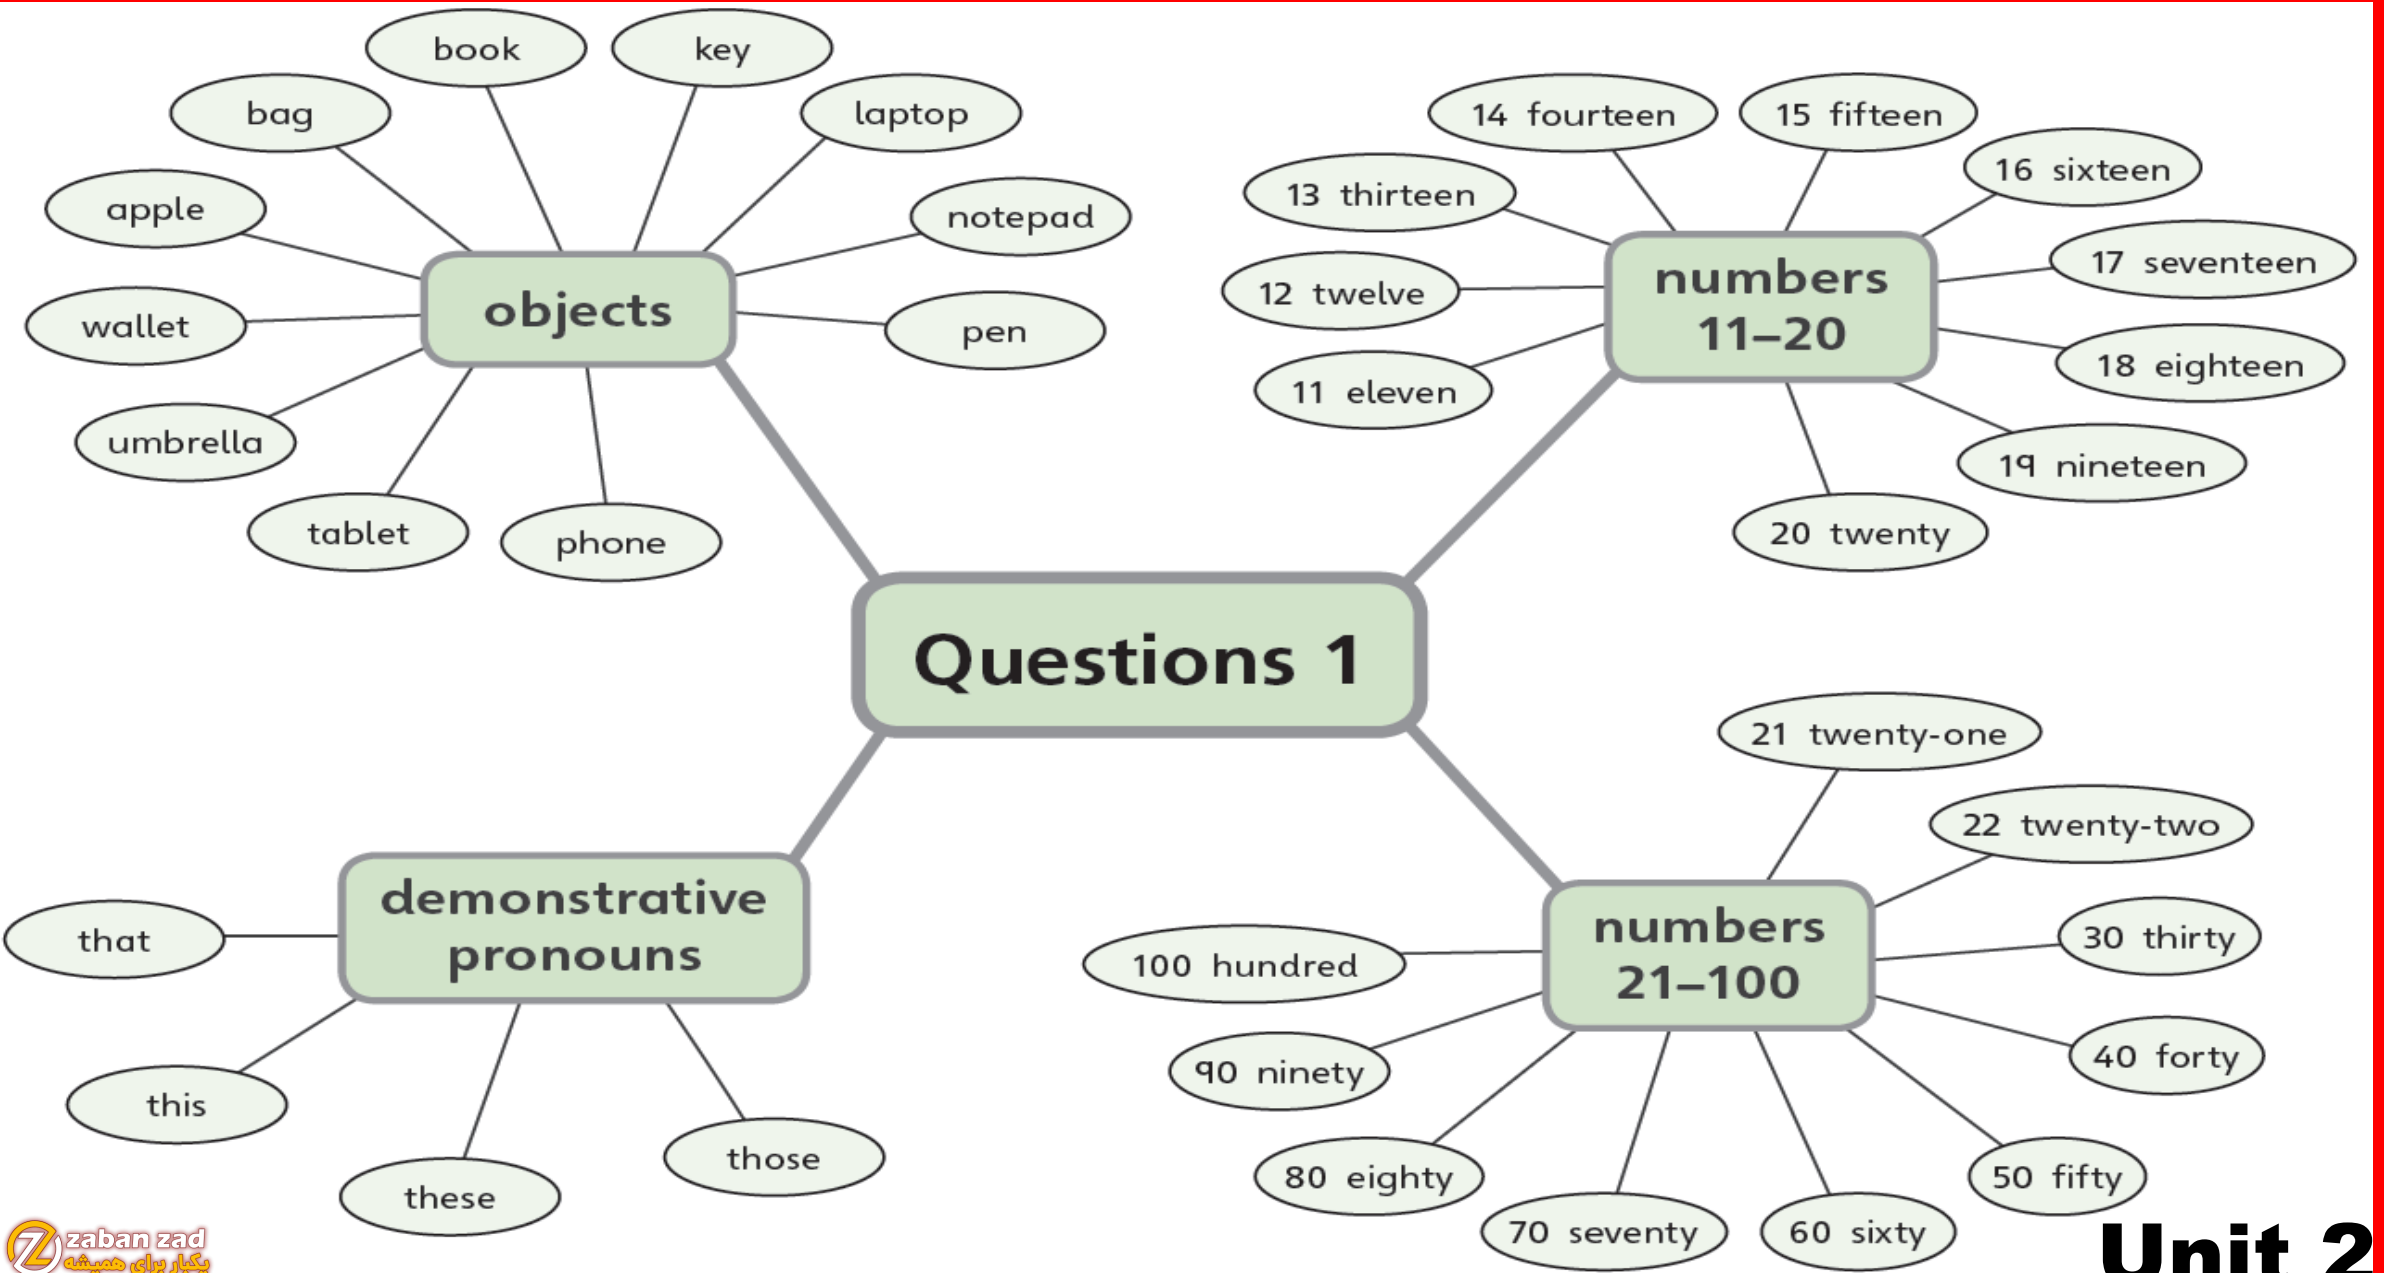 book
key
bag
laptop
apple
notepad
objects
wallet
pen
umbrella
tablet
phone
14 fourteen
15 fifteen
13 thirteen
16 sixteen
numbers
11–20
12 twelve
17 seventeen
11 eleven
18 eighteen
19 nineteen
20 twenty
Questions 1
demonstrative
pronouns
that
this
these
those
21 twenty-one
22 twenty-two
numbers
21–100
30 thirty
100 hundred
40 forty
90 ninety
50 fifty
80 eighty
70 seventy
60 sixty
zaban zad
یکبار برای همیشه
Unit 2